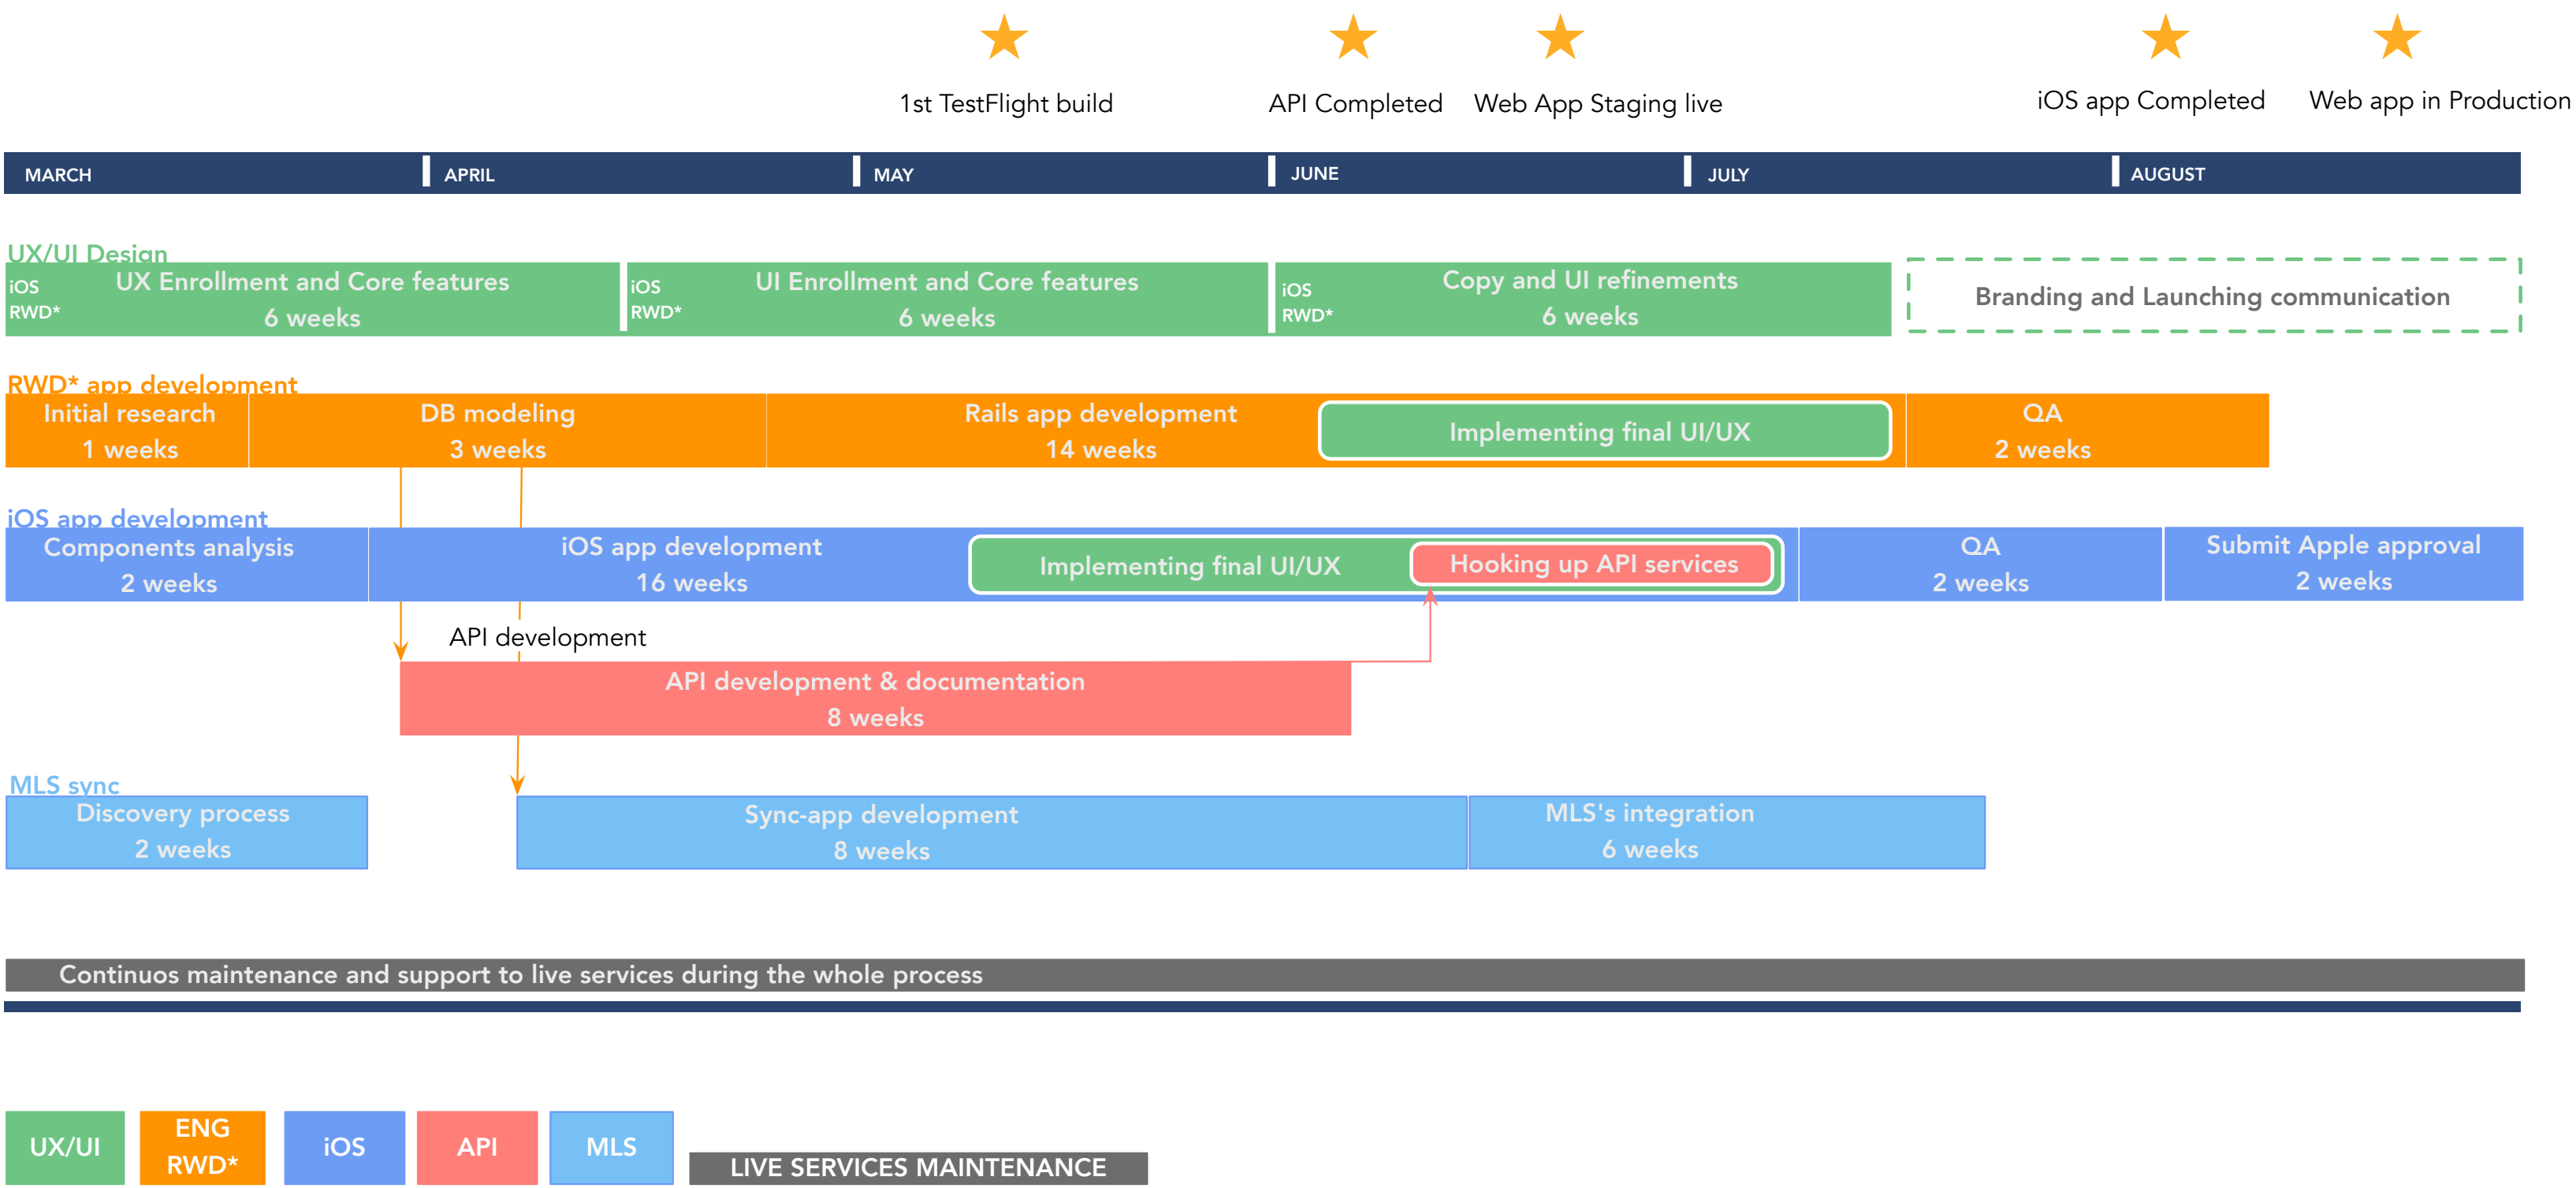 1st TestFlight build
API Completed
Web App Staging live
iOS app Completed
Web app in Production
MARCH
APRIL
MAY
JUNE
JULY
AUGUST
UX/UI Design
iOS
RWD*
UX Enrollment and Core features
6 weeks
iOS
RWD*
UI Enrollment and Core features
6 weeks
iOS
RWD*
Copy and UI refinements
6 weeks
Branding and Launching communication
RWD* app development
Initial research
1 weeks
DB modeling
3 weeks
Rails app development
14 weeks
Implementing final UI/UX
QA
2 weeks
iOS app development
Components analysis
2 weeks
iOS app development
16 weeks
Implementing final UI/UX
Hooking up API services
QA
2 weeks
Submit Apple approval
2 weeks
API development
API development & documentation
8 weeks
MLS sync
Discovery process
2 weeks
Sync-app development
8 weeks
MLS's integration
6 weeks
Continuos maintenance and support to live services during the whole process
UX/UI
ENG
RWD*
iOS
API
MLS
LIVE SERVICES MAINTENANCE